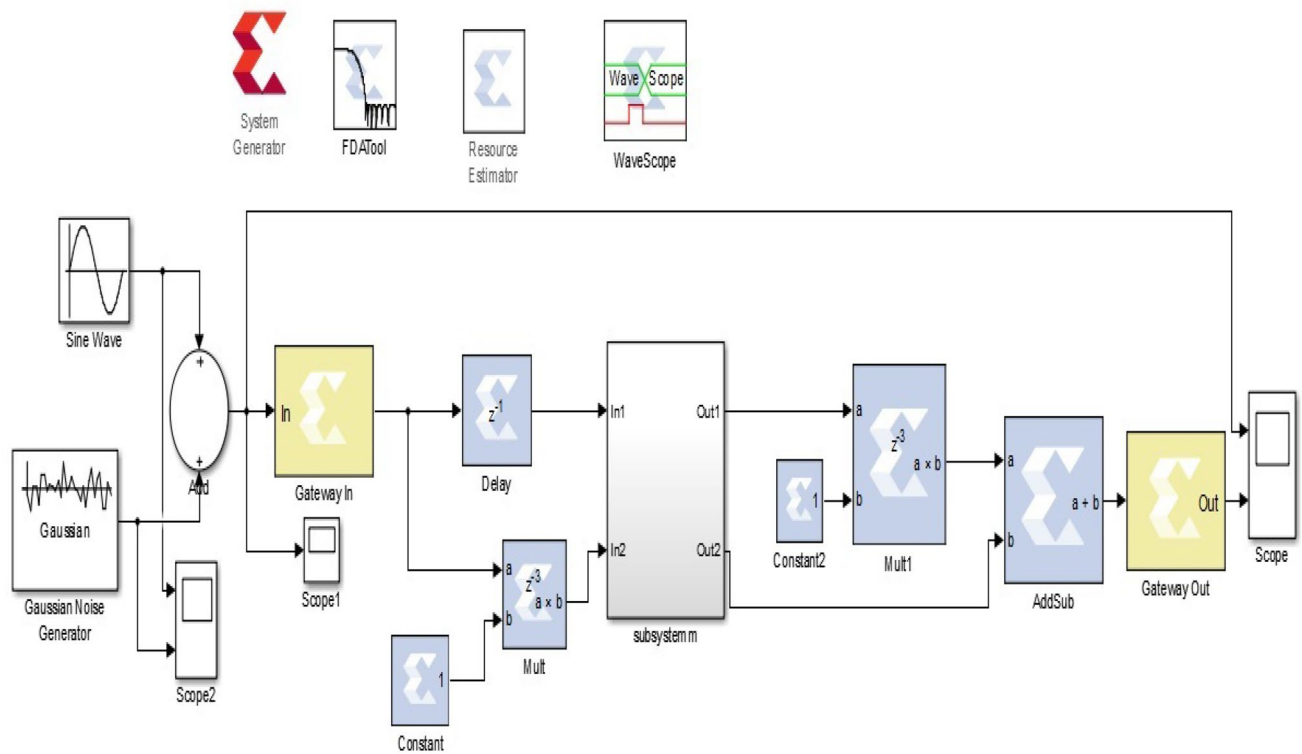 System
Generator
FDATool
Resource
Estimator
Wave Scope
WaveScope
Sine Wave
+
+
Add
Gaussian
Gaussian Noise
Generator
Scope2
In
Gateway In
Scope1
z-1
Delay
a
b
z-3
a × b
Mult
1
Constant
In1
In2
Out1
Out2
subsystem m
1
Constant2
a
b
z-3
a × b
Mult1
a
b
a + b
AddSub
Out
Gateway Out
Scope